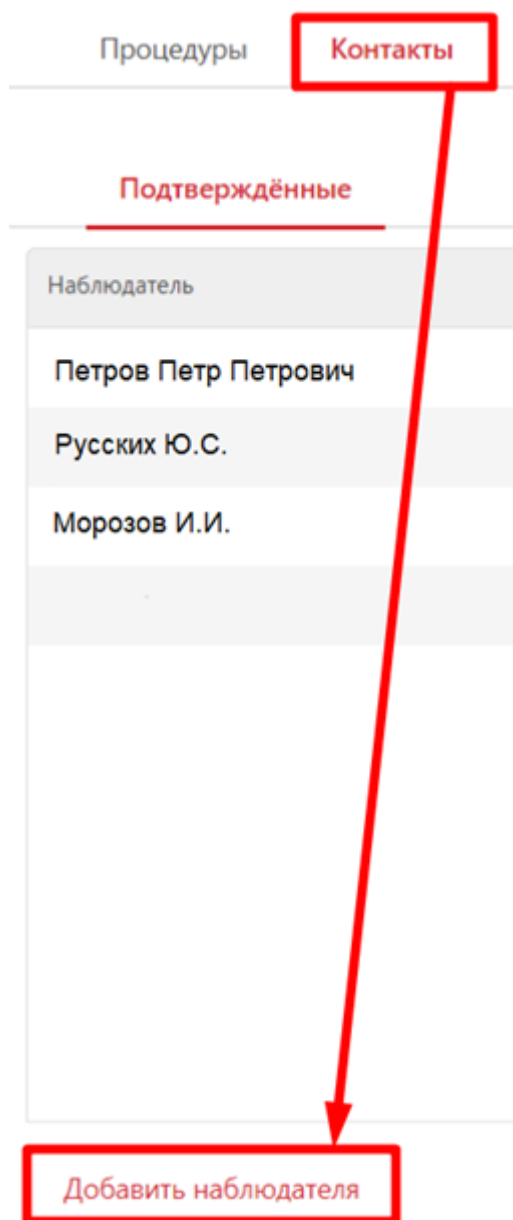 Процедуры Контакты
Подтверждённые
Наблюдатель
Петров Петр Петрович
Русских Ю.С.
Морозов И.И.
Добавить наблюдателя